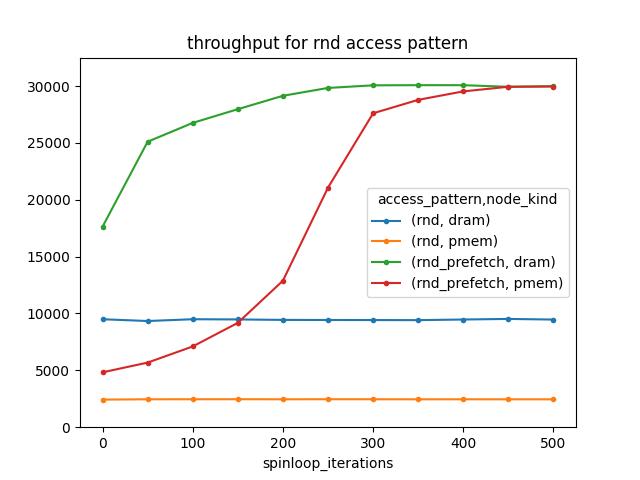 throughput for rnd access pattern
30000
25000
20000
15000
10000
5000
0
access_pattern,node_kind
(rnd, dram)
(rnd, pmem)
(rnd_prefetch, dram)
(rnd_prefetch, pmem)
0 100 200 300 400 500
spinloop_iterations